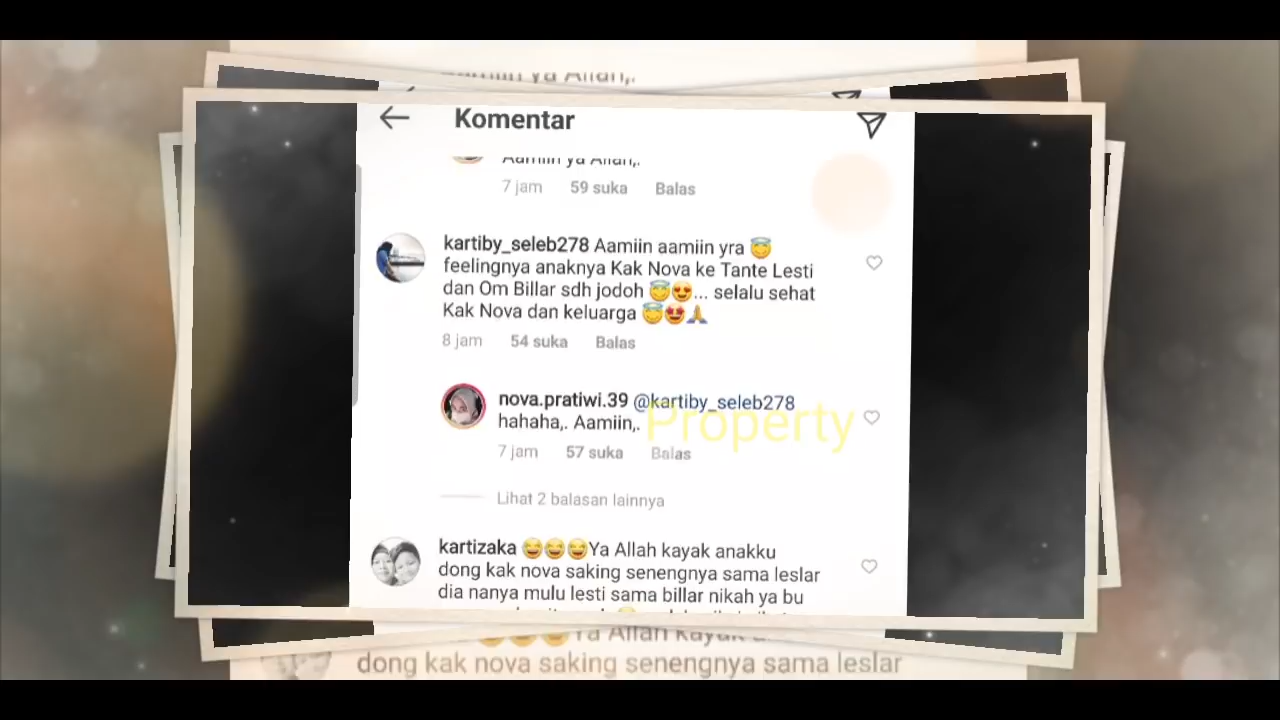 Komentar
Aamiin ya Allah,.
7 jam 59 suka Balas
kartiby_seleb278 Aamiin aamiin yra 😇
feelingnya anaknya Kak Nova ke Tante Lesti
dan Om Billar sdh jodoh 😇😍... selalu sehat
Kak Nova dan keluarga 😇🤩🙏
8 jam 54 suka Balas
nova.pratiwi.39 @kartiby_seleb278
hahaha,. Aamiin,.
Property
7 jam 57 suka Balas
Lihat 2 balasan lainnya
kartizaka 😂😂😂Ya Allah kayak anakku
dong kak nova saking senengnya sama leslar
dia nanya mulu lesti sama billar nikah ya bu
dong kak nova saking senengnya sama leslar